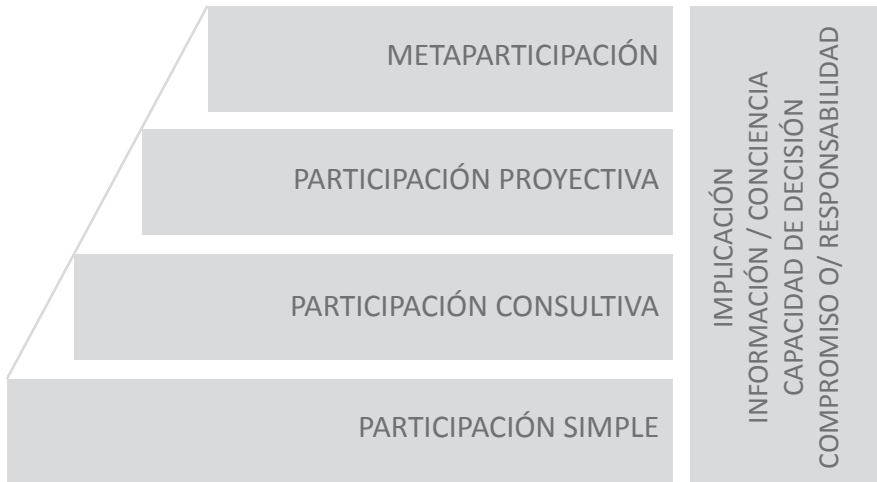 METAPARTICIPACIÓN
PARTICIPACIÓN PROYECTIVA
PARTICIPACIÓN CONSULTIVA
PARTICIPACIÓN SIMPLE
IMPLICACIÓN
INFORMACIÓN / CONCIENCIA
CAPACIDAD DE DECISIÓN
COMPROMISO O/ RESPONSABILIDAD